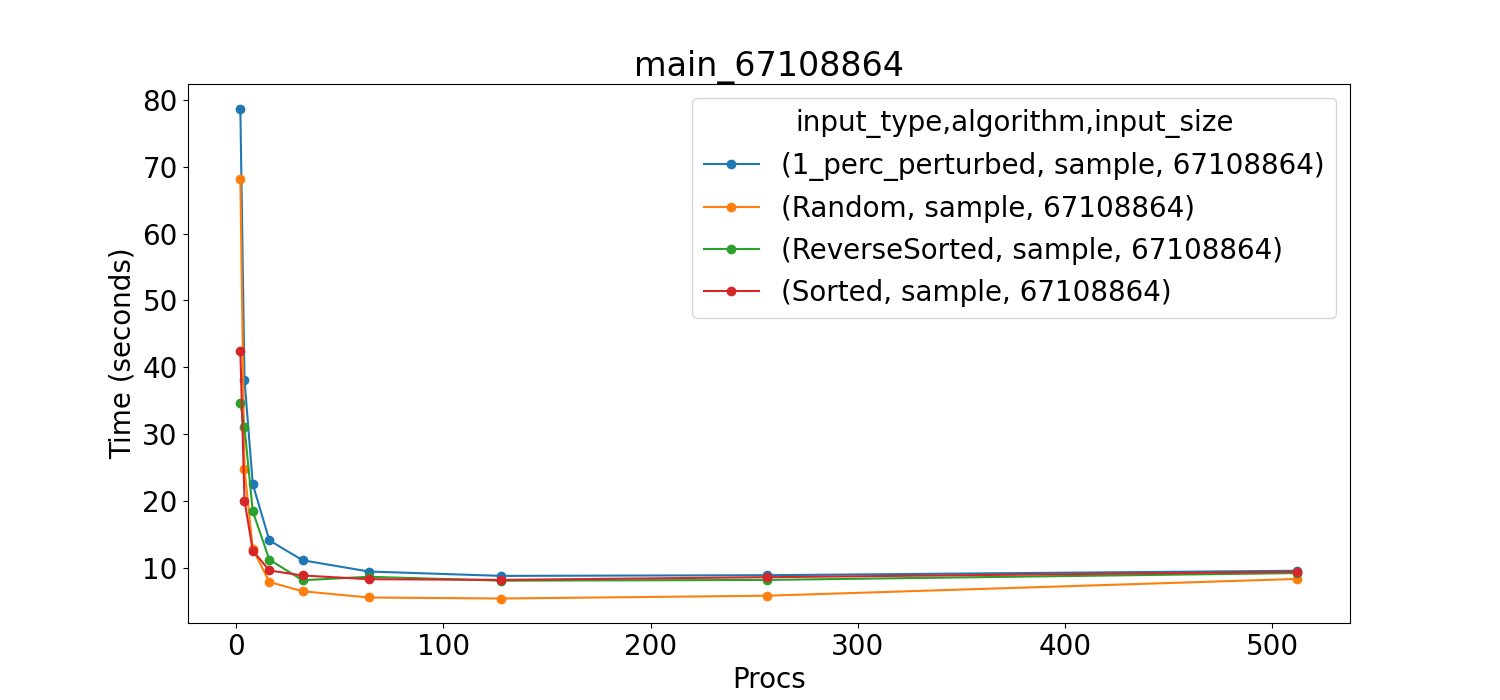 main_67108864
Time (seconds)
80
70
60
50
40
30
20
10
input_type,algorithm,input_size
(1_perc_perturbed, sample, 67108864)
(Random, sample, 67108864)
(ReverseSorted, sample, 67108864)
(Sorted, sample, 67108864)
0 100 200 300 400 500
Procs